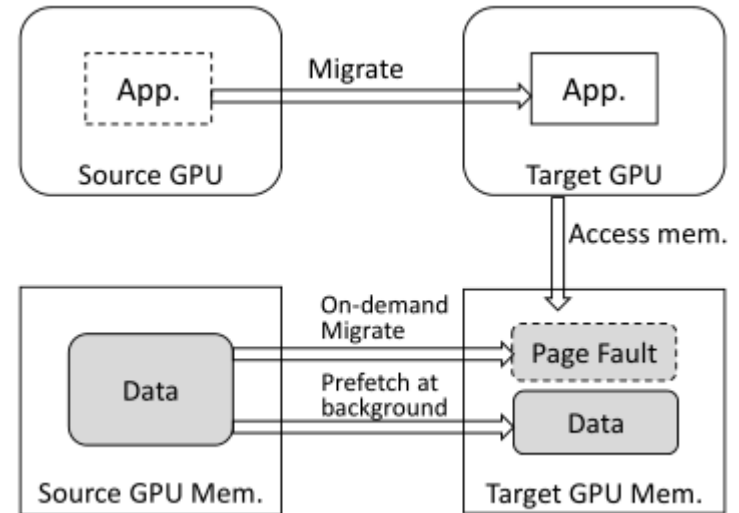 App.
Migrate
App.
Source GPU
Target GPU
Access mem.
On-demand
Migrate
Page Fault
Data
Prefetch at
background
Data
Source GPU Mem.
Target GPU Mem.